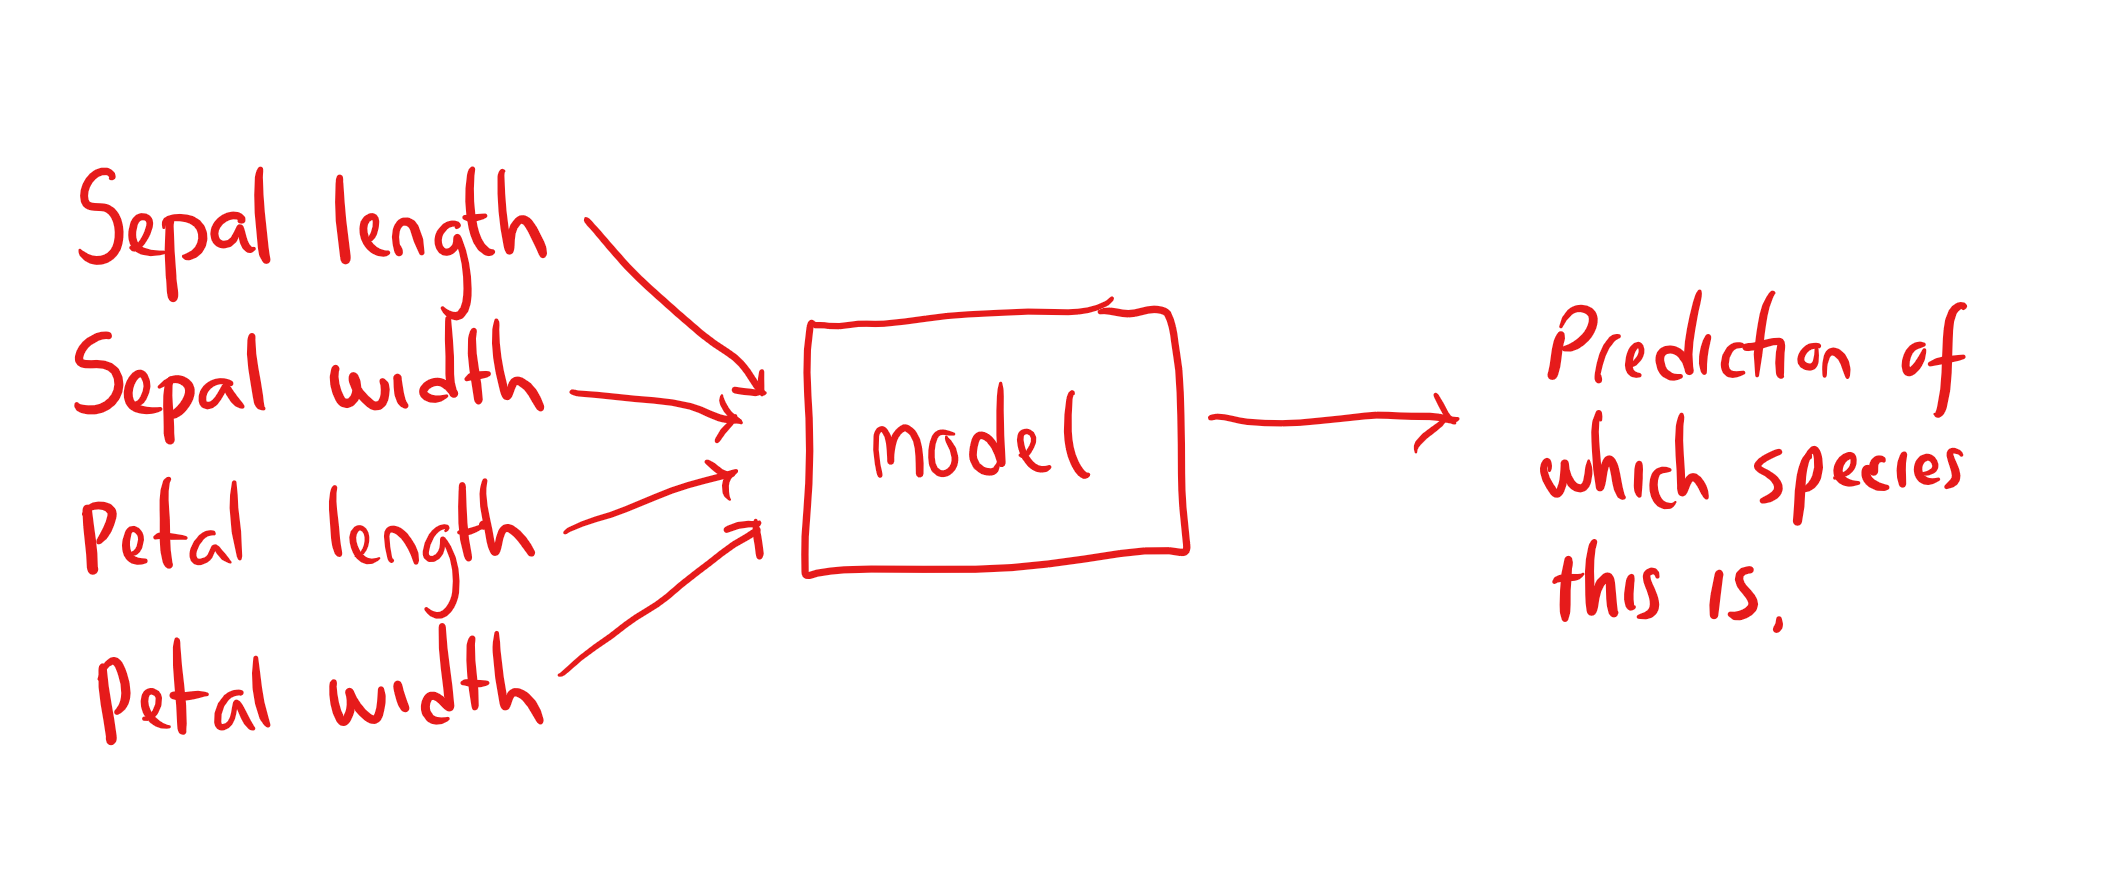 Sepal length
Sepal width
Petal length
Petal width
model
Prediction of
which species
this is.